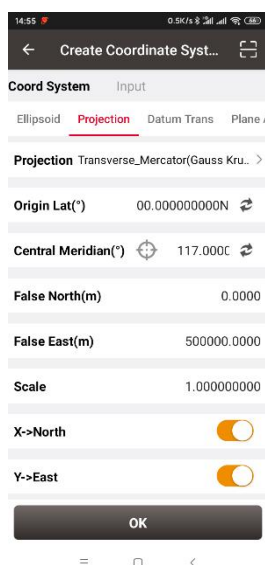 14:55 0.5K/s 86
Create Coordinate Syst...
Coord System Input
Ellipsoid Projection Datum Trans Plane
Projection Transverse_Mercator(Gauss Kru..
Origin Lat(°) 00.000000000N
Central Meridian(°) 117.000
False North(m) 0.0000
False East(m) 500000.0000
Scale 1.000000000
X->North
Y->East
OK